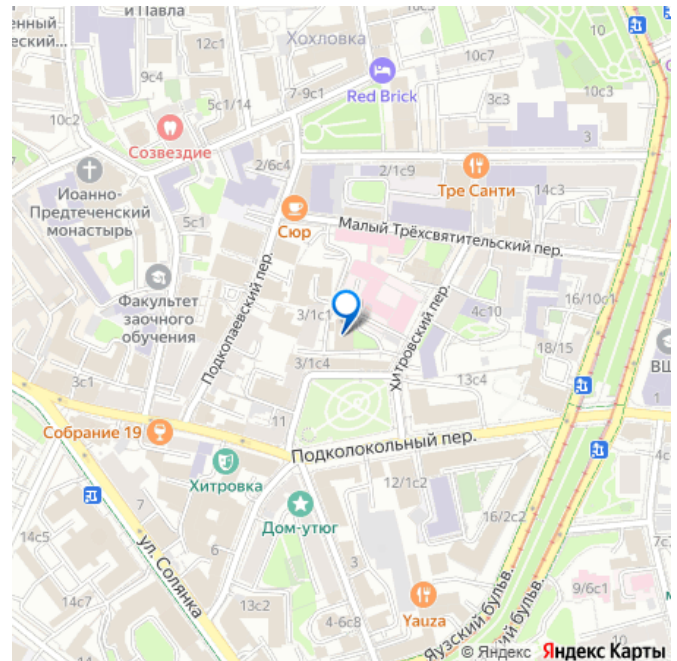 и Павла
енный
еский...
12с1
Хохловка
10
10с7
9с4
Red Brick
7-9с1
5с1/14
3с3
10с3
10с2
Созвездие
3
2/6с4
2/1с9
Тре Санти
14с3
Иоанно-
Предтеченский
монастырь
5с1
Сюр
Малый Трёхсвятительский пер.
Факультет
заочного
обучения
Подкопаевский пер.
3/1с1
Хитровский пер.
4с10
16/10с1
18/15
ВШ
3/1с4
3с1
13с4
1
11
Собрание 19
Подколокольный пер.
Хитровка
12/1с2
7
Дом-утюг
16/2с2
14с5
ул. Солянка
6
3
7с
9/6с1
14с7
13с2
Yauza
4-6с8
Яузский бульв.
бульв.
© Яндекс Яндекс Карты